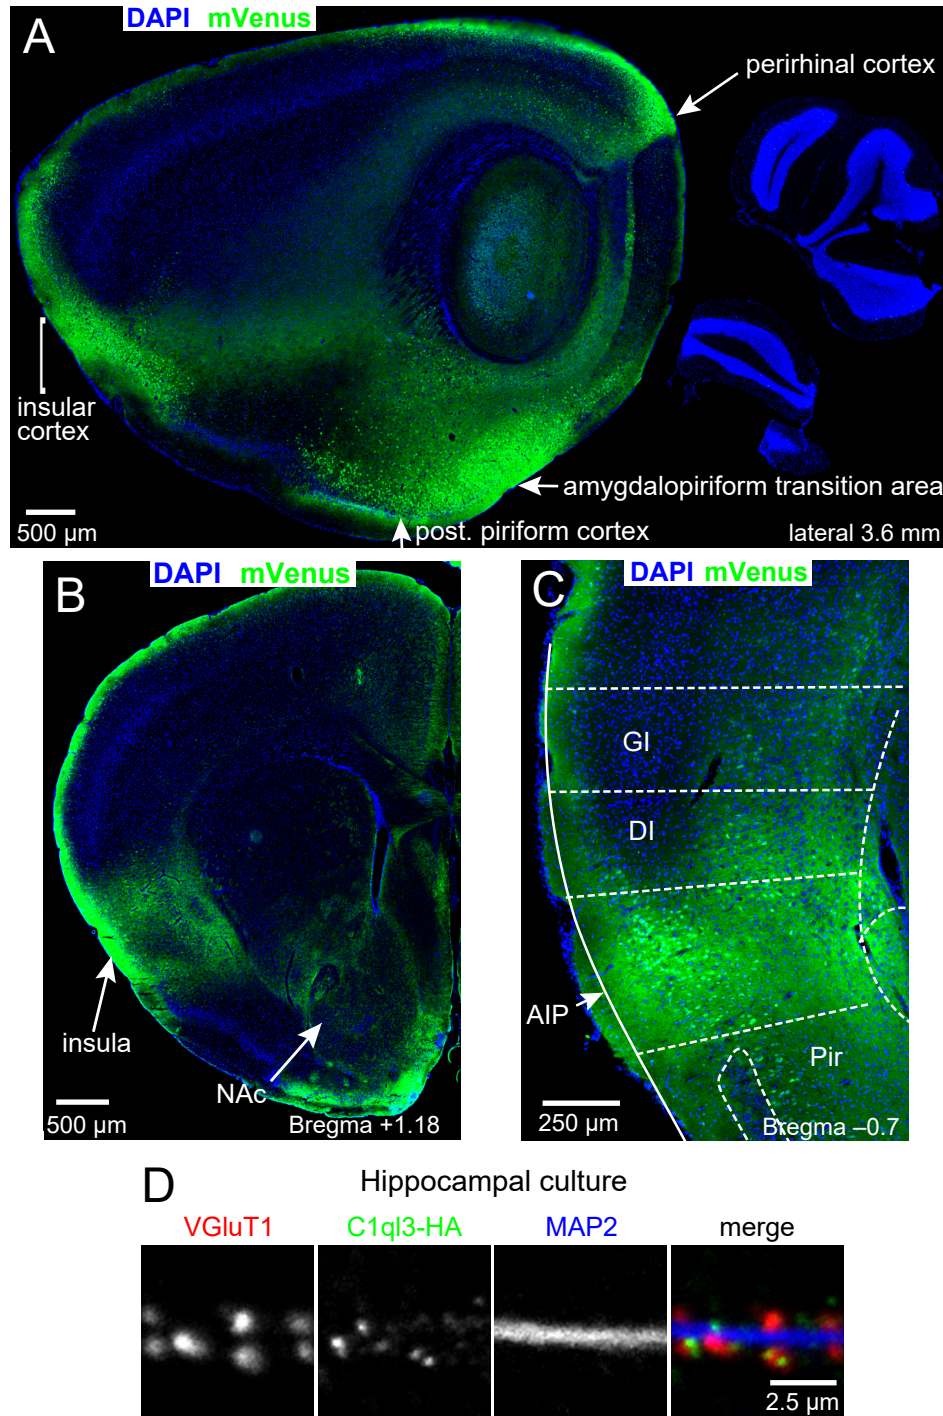 A
DAPI mVenus
perirhinal cortex
insular
cortex
500 µm
amygdalopiriform transition area
post. piriform cortex
lateral 3.6 mm
B
DAPI mVenus
insula
NAc
500 µm
Bregma +1.18
C
DAPI mVenus
GI
DI
AIP
Pir
250 µm
Bregma –0.7
D
Hippocampal culture
VGluT1
C1ql3-HA
MAP2
merge
2.5 µm